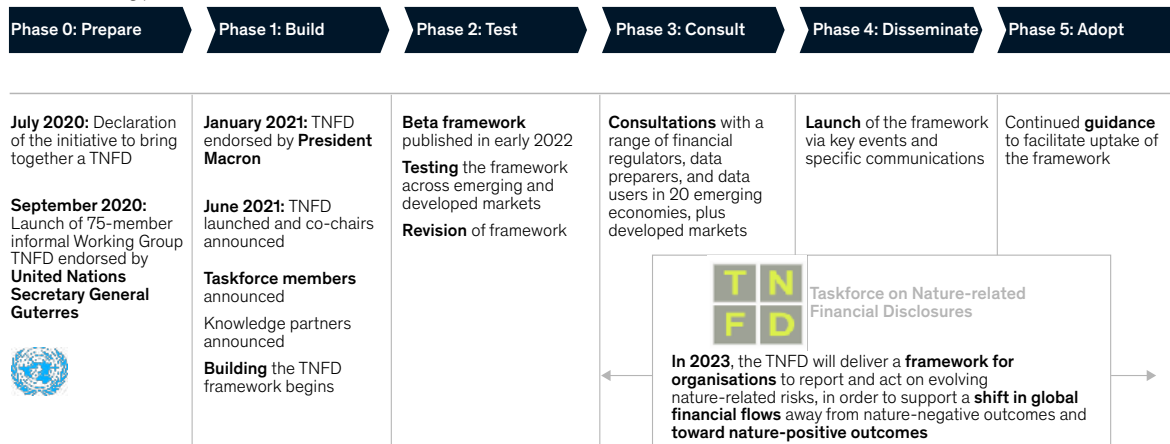 Phase 0: Prepare
Phase 1: Build
Phase 2: Test
Phase 3: Consult
Phase 4: Disseminate
Phase 5: Adopt
July 2020: Declaration
of the initiative to bring
together a TNFD
September 2020:
Launch of 75-member
informal Working Group
TNFD endorsed by
United Nations
Secretary General
Guterres
January 2021: TNFD
endorsed by President
Macron
June 2021: TNFD
launched and co-chairs
announced
Taskforce members
announced
Knowledge partners
announced
Building the TNFD
framework begins
Beta framework
published in early 2022
Testing the framework
across emerging and
developed markets
Revision of framework
Consultations with a
range of financial
regulators, data
preparers, and data
users in 20 emerging
economies, plus
developed markets
Launch of the framework
via key events and
specific communications
Continued guidance
to facilitate uptake of
the framework
T N
F D
Taskforce on Nature-related
Financial Disclosures
In 2023, the TNFD will deliver a framework for
organisations to report and act on evolving
nature-related risks, in order to support a shift in global
financial flows away from nature-negative outcomes and
toward nature-positive outcomes